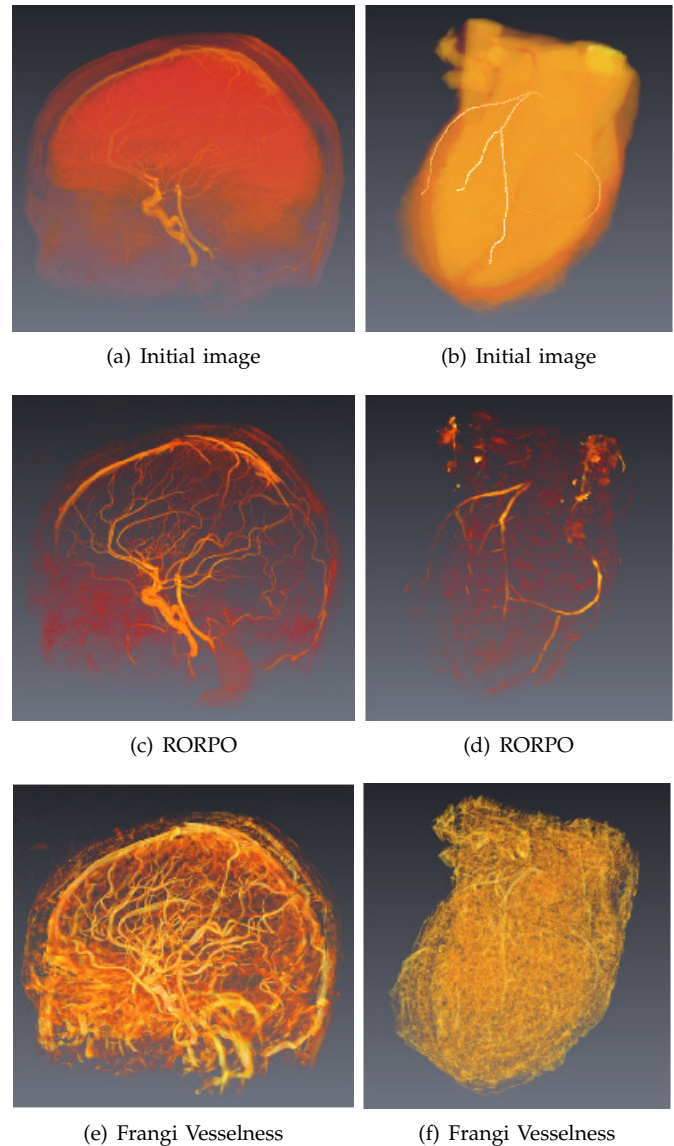 (a) Initial image
(b) Initial image
(c) RORPO
(d) RORPO
(e) Frangi Vesselness
(f) Frangi Vesselness